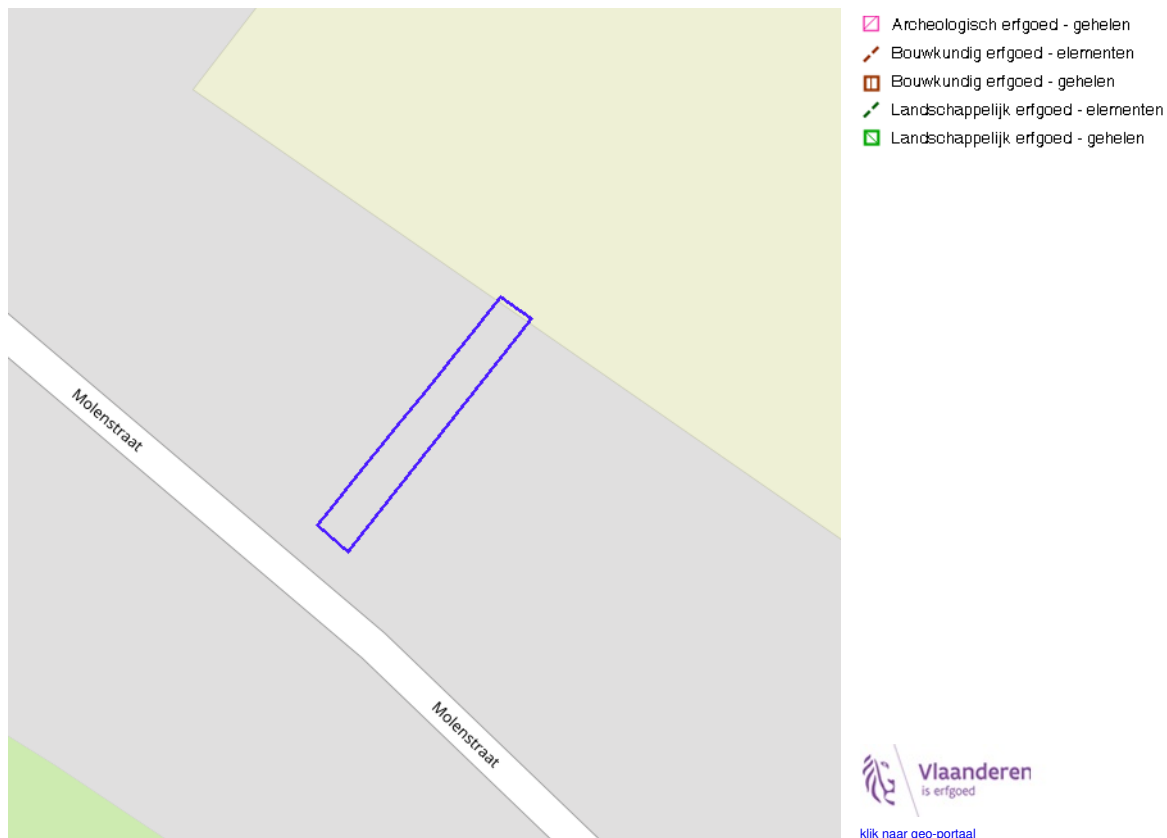 Archeologisch erfgoed - gehelen
Bouwkundig erfgoed - elementen
Bouwkundig erfgoed - gehelen
Landschappelijk erfgoed - elementen
Landschappelijk erfgoed - gehelen
Molenstraat
Molenstraat
Vlaanderen
is erfgoed
klik naar geo-portaal